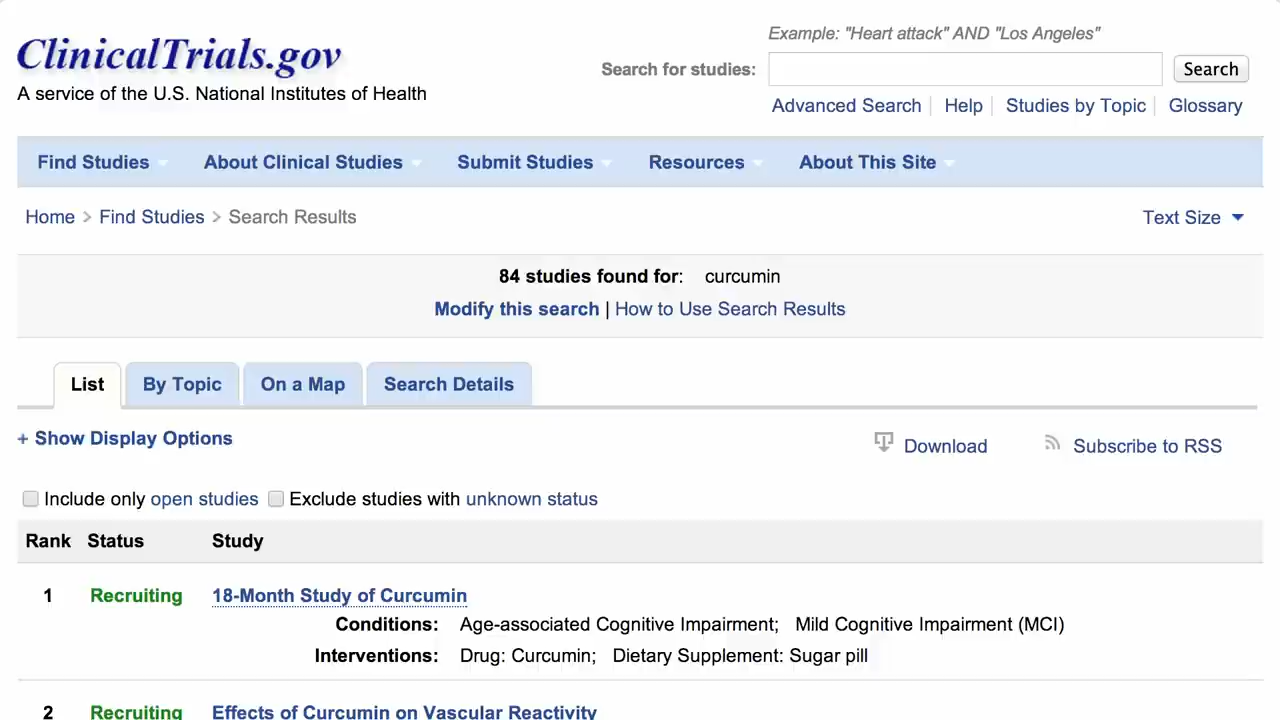 Example: "Heart attack" AND "Los Angeles"
ClinicalTrials.gov
Search for studies:
Search
A service of the U.S. National Institutes of Health
Advanced Search | Help | Studies by Topic | Glossary
Find Studies About Clinical Studies Submit Studies Resources About This Site
Home > Find Studies > Search Results
Text Size
84 studies found for: curcumin
Modify this search | How to Use Search Results
List By Topic On a Map Search Details
+ Show Display Options
Download Subscribe to RSS
Include only open studies Exclude studies with unknown status
Rank Status Study
1 Recruiting 18-Month Study of Curcumin
Conditions: Age-associated Cognitive Impairment; Mild Cognitive Impairment (MCI)
Interventions: Drug: Curcumin; Dietary Supplement: Sugar pill
2 Recruiting Effects of Curcumin on Vascular Reactivity